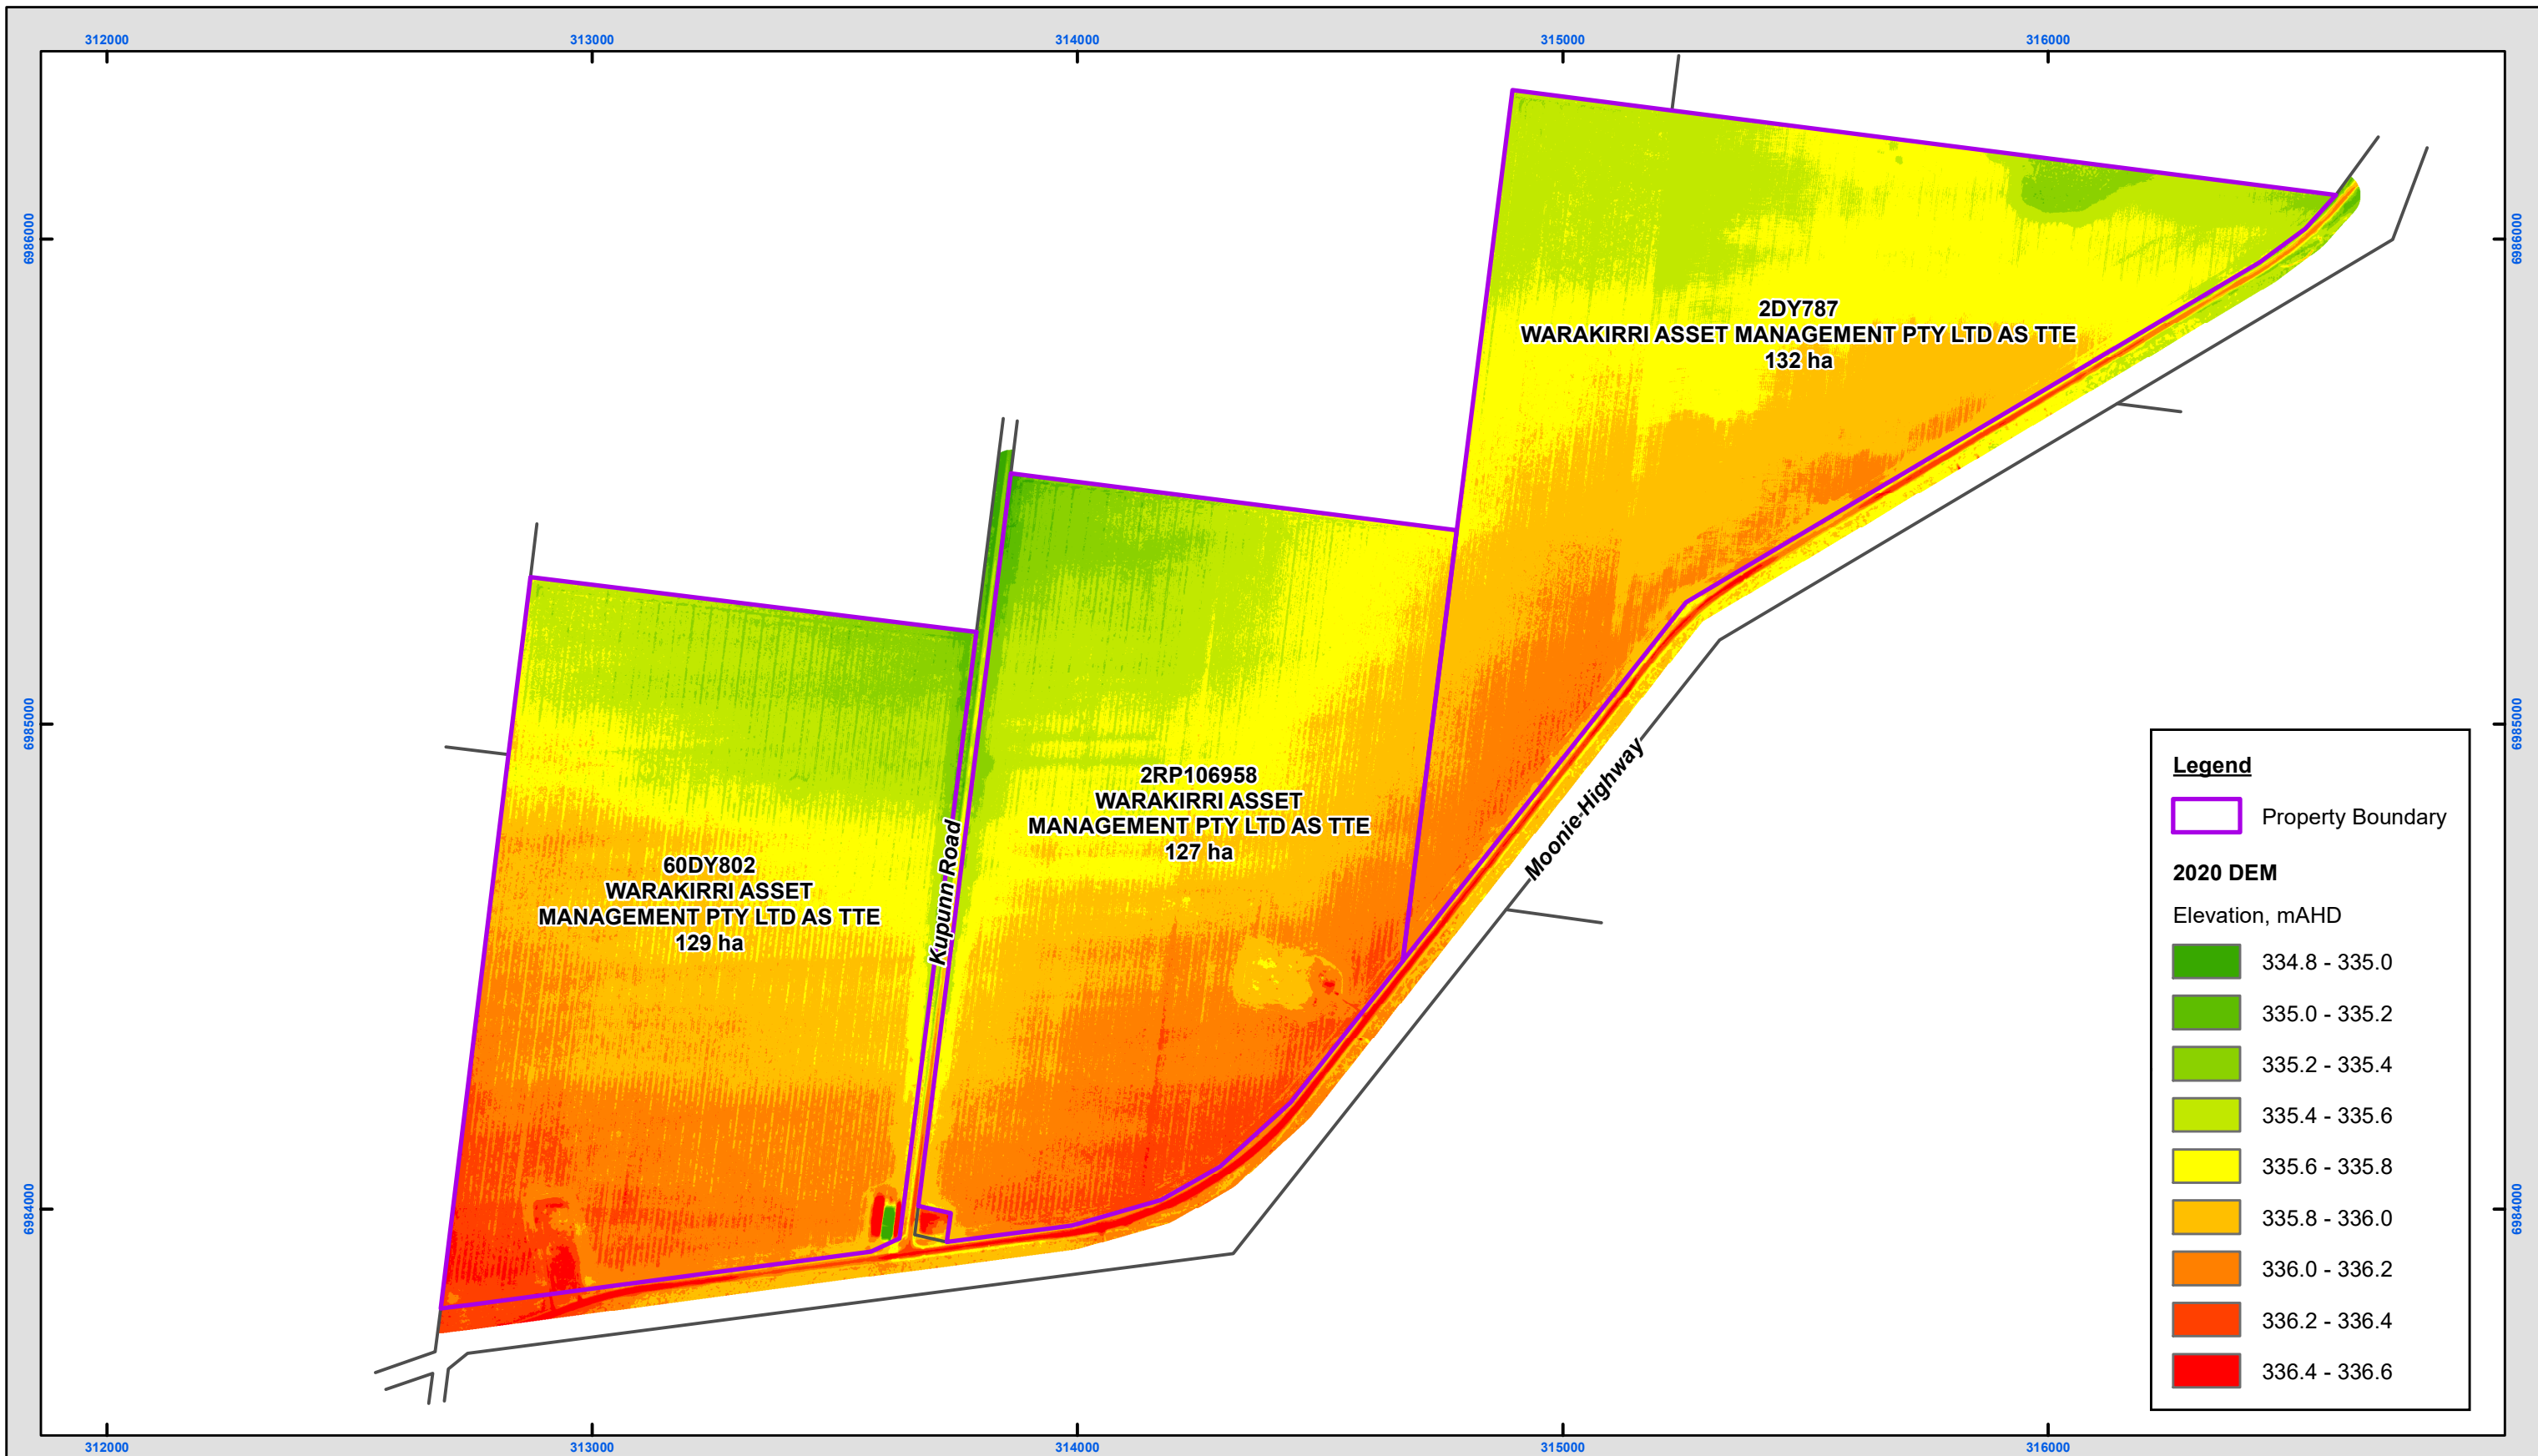 312000
313000
314000
315000
316000
6986000
6986000
2DY787
WARAKIRRI ASSET MANAGEMENT PTY LTD AS TTE
132 ha
6985000
6985000
2RP106958
WARAKIRRI ASSET
MANAGEMENT PTY LTD AS TTE
127 ha
60DY802
WARAKIRRI ASSET
MANAGEMENT PTY LTD AS TTE
129 ha
Kupunn Road
Moonie-Highway
6984000
6984000
Legend
Property Boundary
2020 DEM
Elevation, mAHD
334.8 - 335.0
335.0 - 335.2
335.2 - 335.4
335.4 - 335.6
335.6 - 335.8
335.8 - 336.0
336.0 - 336.2
336.2 - 336.4
336.4 - 336.6
312000
313000
314000
315000
316000